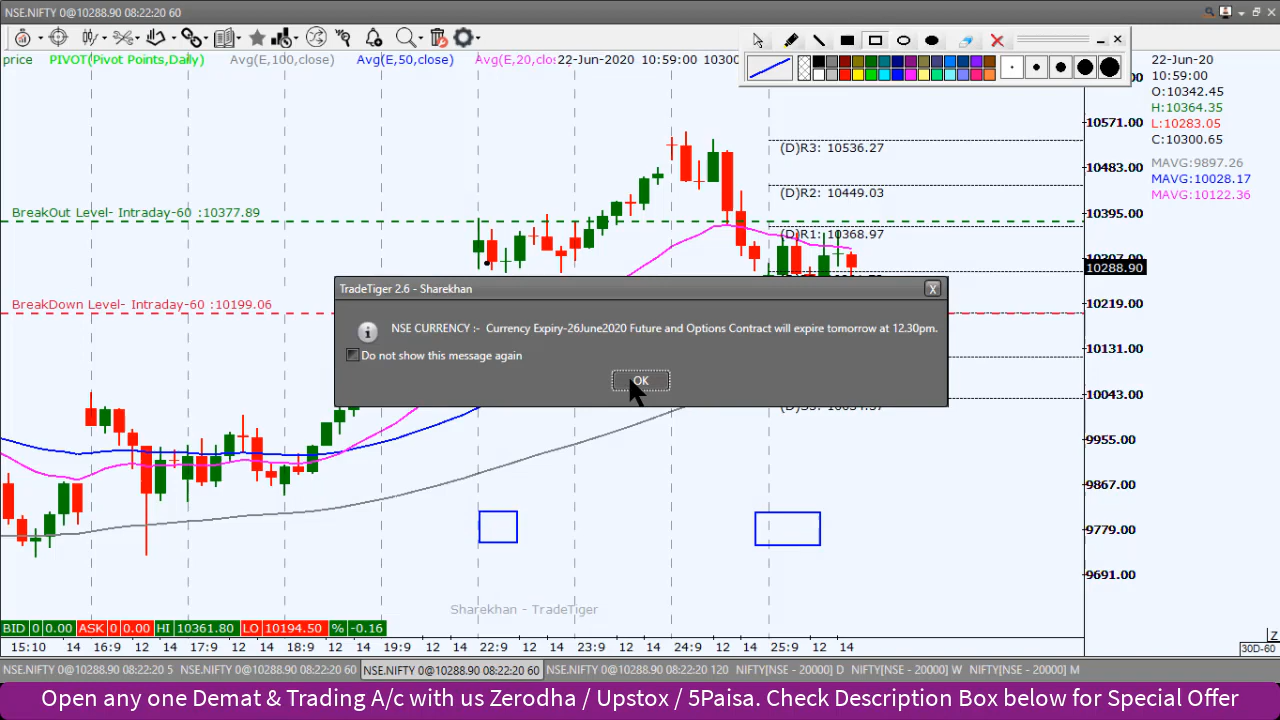 NSE.NIFTY 0@10288.90 08:22:20 60
price PIVOT(Pivot Points,Daily) Avg(E,100,close) Avg(E,50,close) Avg(E,20,clos 22-Jun-2020 10:59:00 10300
22-Jun-20
10:59:00
O:10342.45
H:10364.35
L:10283.05
C:10300.65
MAVG:9897.26
MAVG:10028.17
MAVG:10122.36
10571.00
(D)R3: 10536.27
10483.00
(D)R2: 10449.03
BreakOut Level- Intraday-60 :10377.89
10395.00
(D)R1: 10368.97
10288.90
BreakDown Level- Intraday-60 :10199.06
10219.00
10131.00
10043.00
9955.00
9867.00
9779.00
9691.00
TradeTiger 2.6 - Sharekhan
X
NSE CURRENCY :- Currency Expiry-26June2020 Future and Options Contract will expire tomorrow at 12.30pm.
Do not show this message again
OK
Sharekhan - TradeTiger
BID 0 0.00 ASK 0 0.00 HI 10361.80 LO 10194.50 % -0.16
15:10 14 16:9 12 14 17:9 12 14 18:9 12 14 19:9 12 14 22:9 12 14 23:9 12 14 24:9 12 14 25:9 12 14
Z
30D-60
NSE.NIFTY 0@10288.90 08:22:20 5 NSE.NIFTY 0@10288.90 08:22:20 60 NSE.NIFTY 0@10288.90 08:22:20 60 NSE.NIFTY 0@10288.90 08:22:20 120 NIFTY[NSE - 20000] D NIFTY[NSE - 20000] W NIFTY[NSE - 20000] M
Open any one Demat & Trading A/c with us Zerodha / Upstox / 5Paisa. Check Description Box below for Special Offer